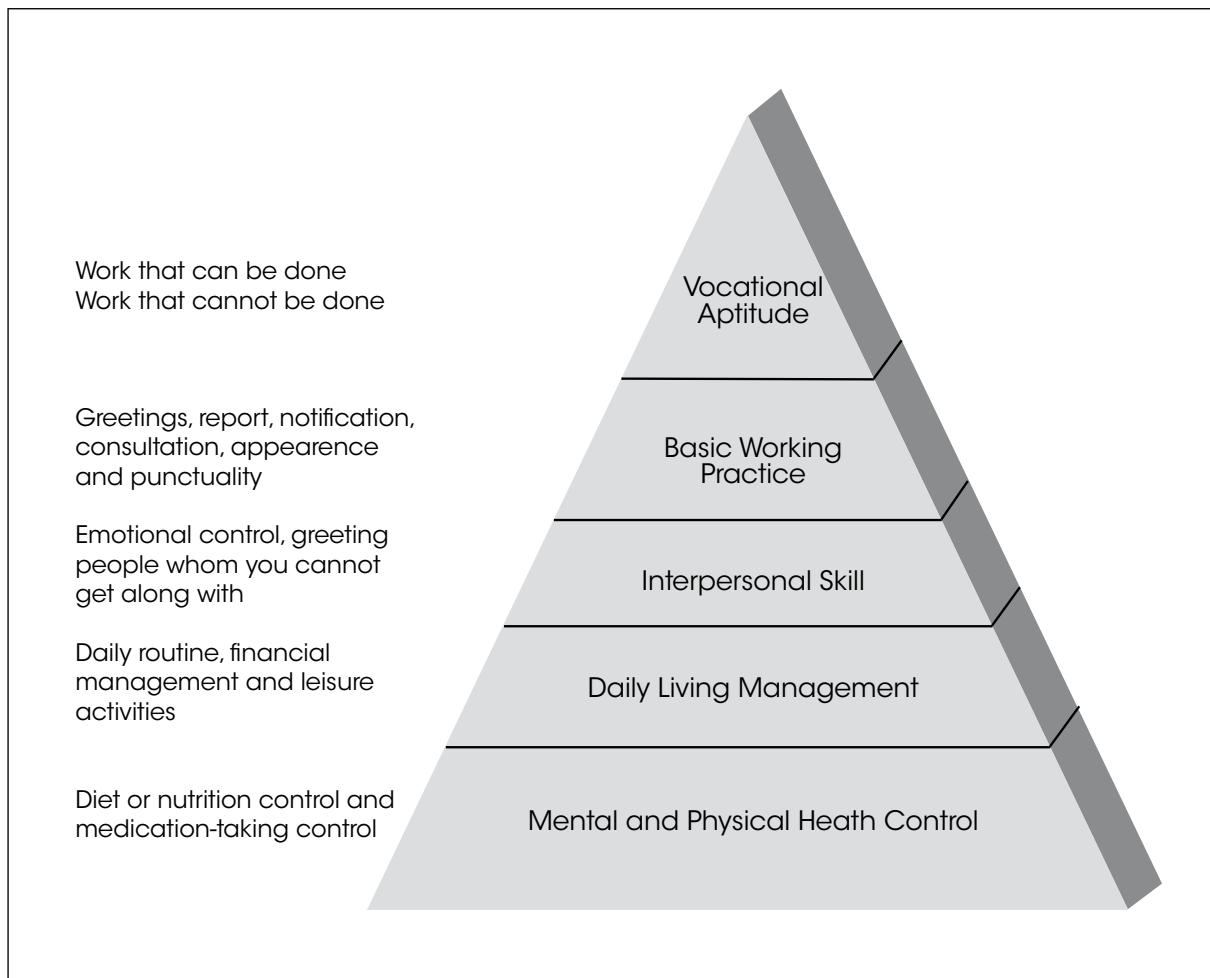 Work that can be done
Work that cannot be done
Vocational
Aptitude
Greetings, report, notification,
consultation, appearence
and punctuality
Basic Working
Practice
Emotional control, greeting
people whom you cannot
get along with
Interpersonal Skill
Daily routine, financial
management and leisure
activities
Daily Living Management
Diet or nutrition control and
medication-taking control
Mental and Physical Heath Control